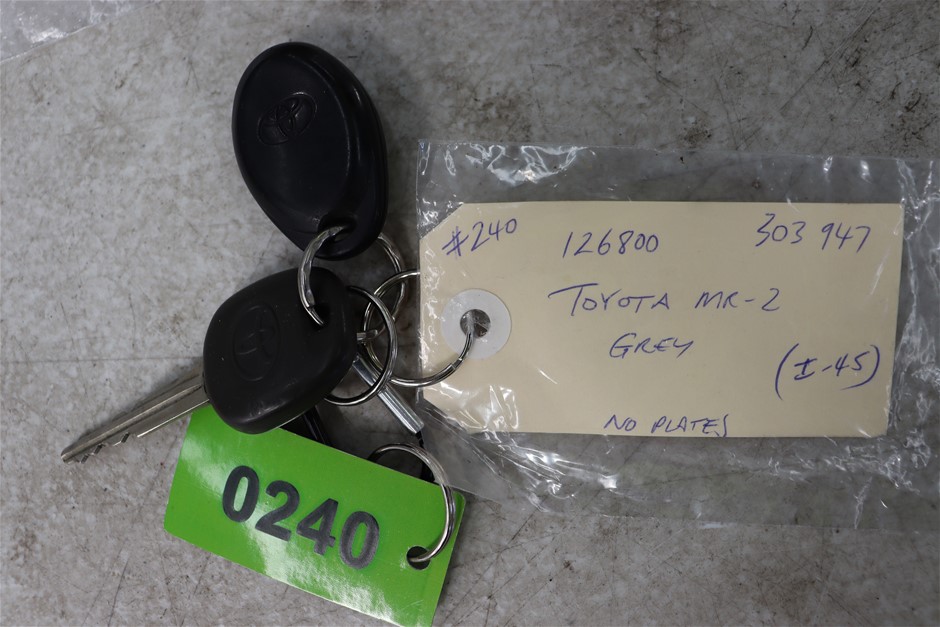 #240 126800 303 947
TOYOTA MR-2
GREY
(I-45)
NO PLATES
0240